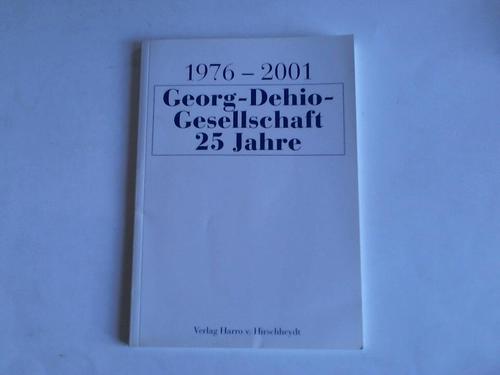 1976 – 2001
Georg-Dehio-
Gesellschaft
25 Jahre
Verlag Harro v. Hirschheydt